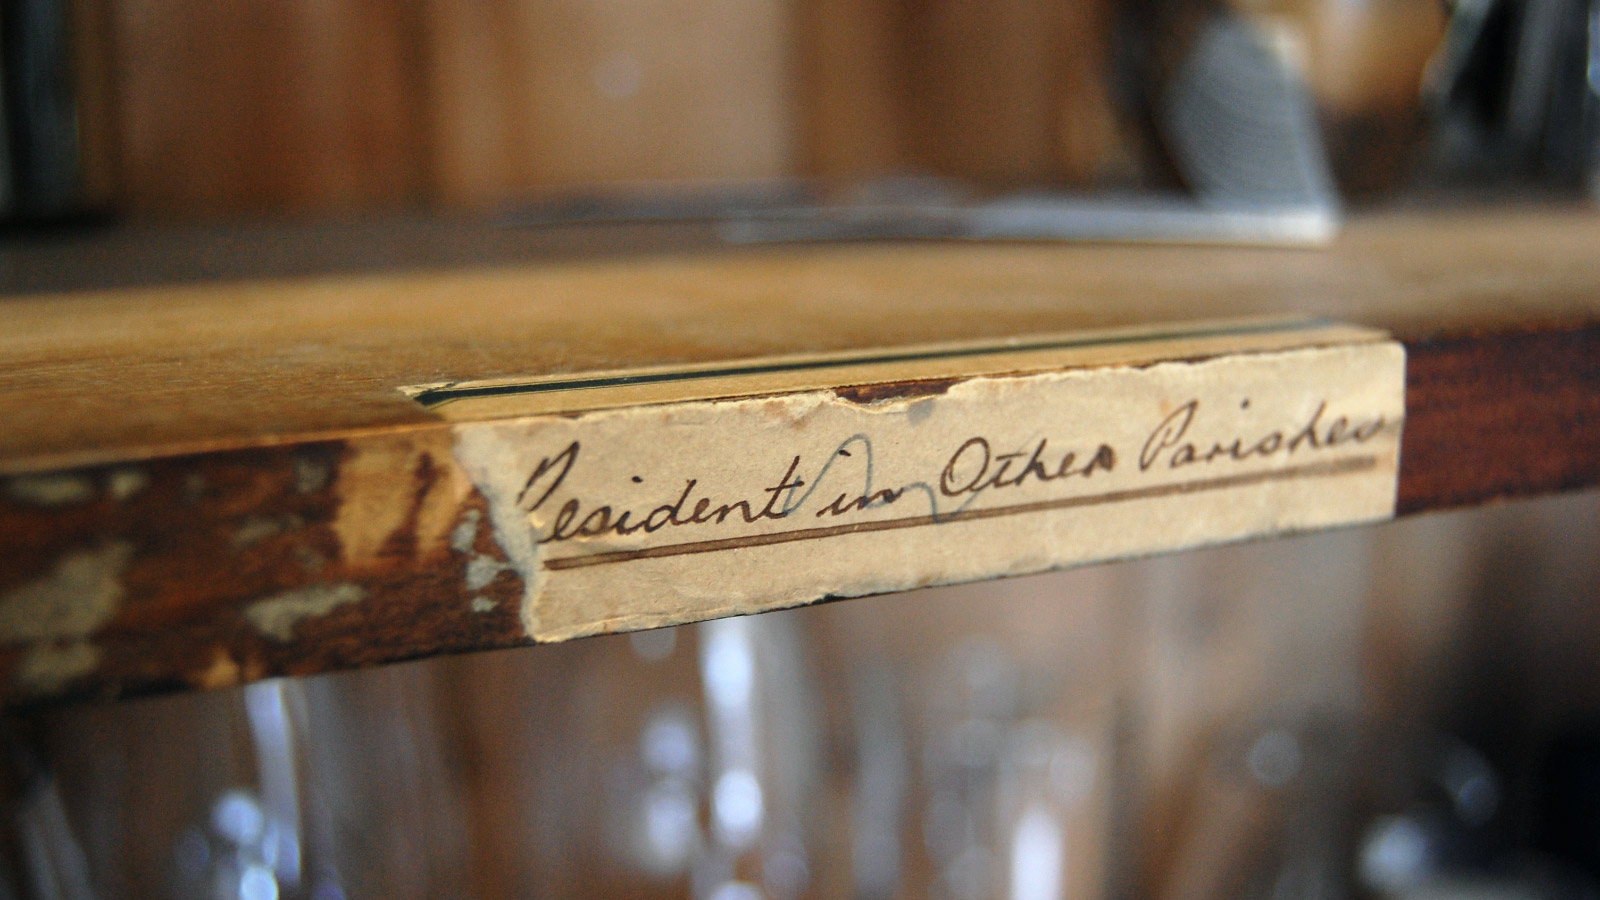 Resident in Other Parishes